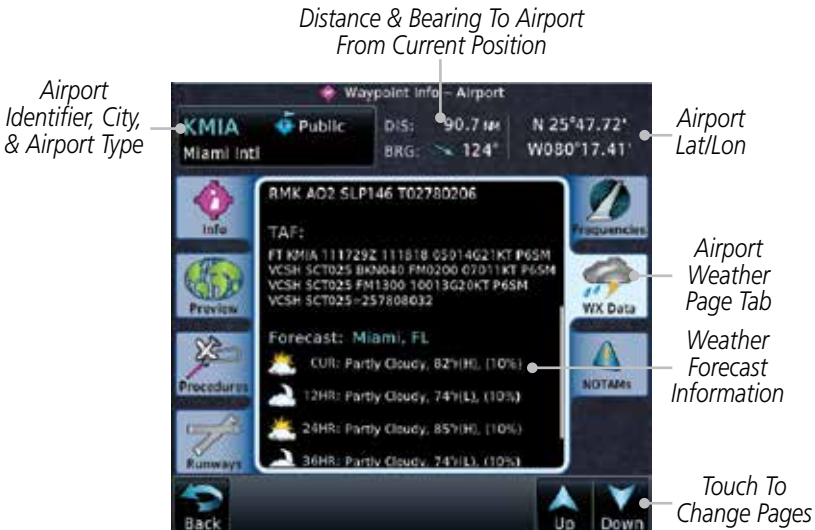 Distance & Bearing To Airport
From Current Position
Airport
Identifier, City,
& Airport Type
Waypoint Info – Airport
KMIA
Public
Miami Intl
DIS: 90.7 NM
BRG: 124°
N 25°47.72'
W080°17.41'
Airport
Lat/Lon
Info
Preview
Procedures
Runways
RMK AO2 SLP146 T02780206
TAF:
FT KMIA 111729Z 111818 05014G21KT P6SM
VCSH SCT025 BKN040 FM0200 07011KT P6SM
VCSH SCT025 FM1300 10013G20KT P6SM
VCSH SCT025=257808032
Forecast: Miami, FL
CUR: Partly Cloudy, 82°F(H), (10%)
12HR: Partly Cloudy, 74°F(L), (10%)
24HR: Partly Cloudy, 85°F(H), (10%)
36HR: Partly Cloudy, 74°F(L), (10%)
Frequencies
WX Data
NOTAMs
Airport
Weather
Page Tab
Weather
Forecast
Information
Back
Up
Down
Touch To
Change Pages